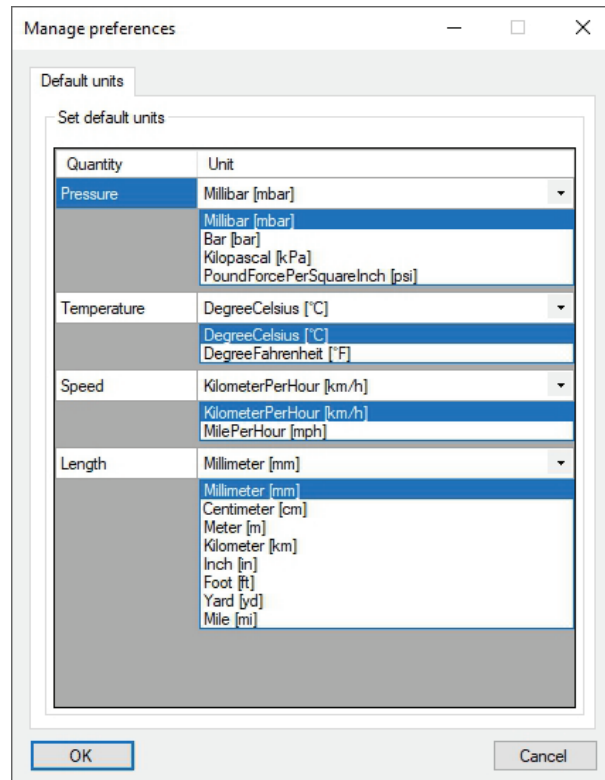 Manage preferences
Default units
Set default units
Quantity Unit
Pressure Millibar [mbar]
Millibar [mbar]
Bar [bar]
Kilopascal [kPa]
PoundForcePerSquareInch [psi]
Temperature DegreeCelsius [°C]
DegreeCelsius [°C]
DegreeFahrenheit [°F]
Speed KilometerPerHour [km/h]
KilometerPerHour [km/h]
MilePerHour [mph]
Length Millimeter [mm]
Millimeter [mm]
Centimeter [cm]
Meter [m]
Kilometer [km]
Inch [in]
Foot [ft]
Yard [yd]
Mile [mi]
OK Cancel